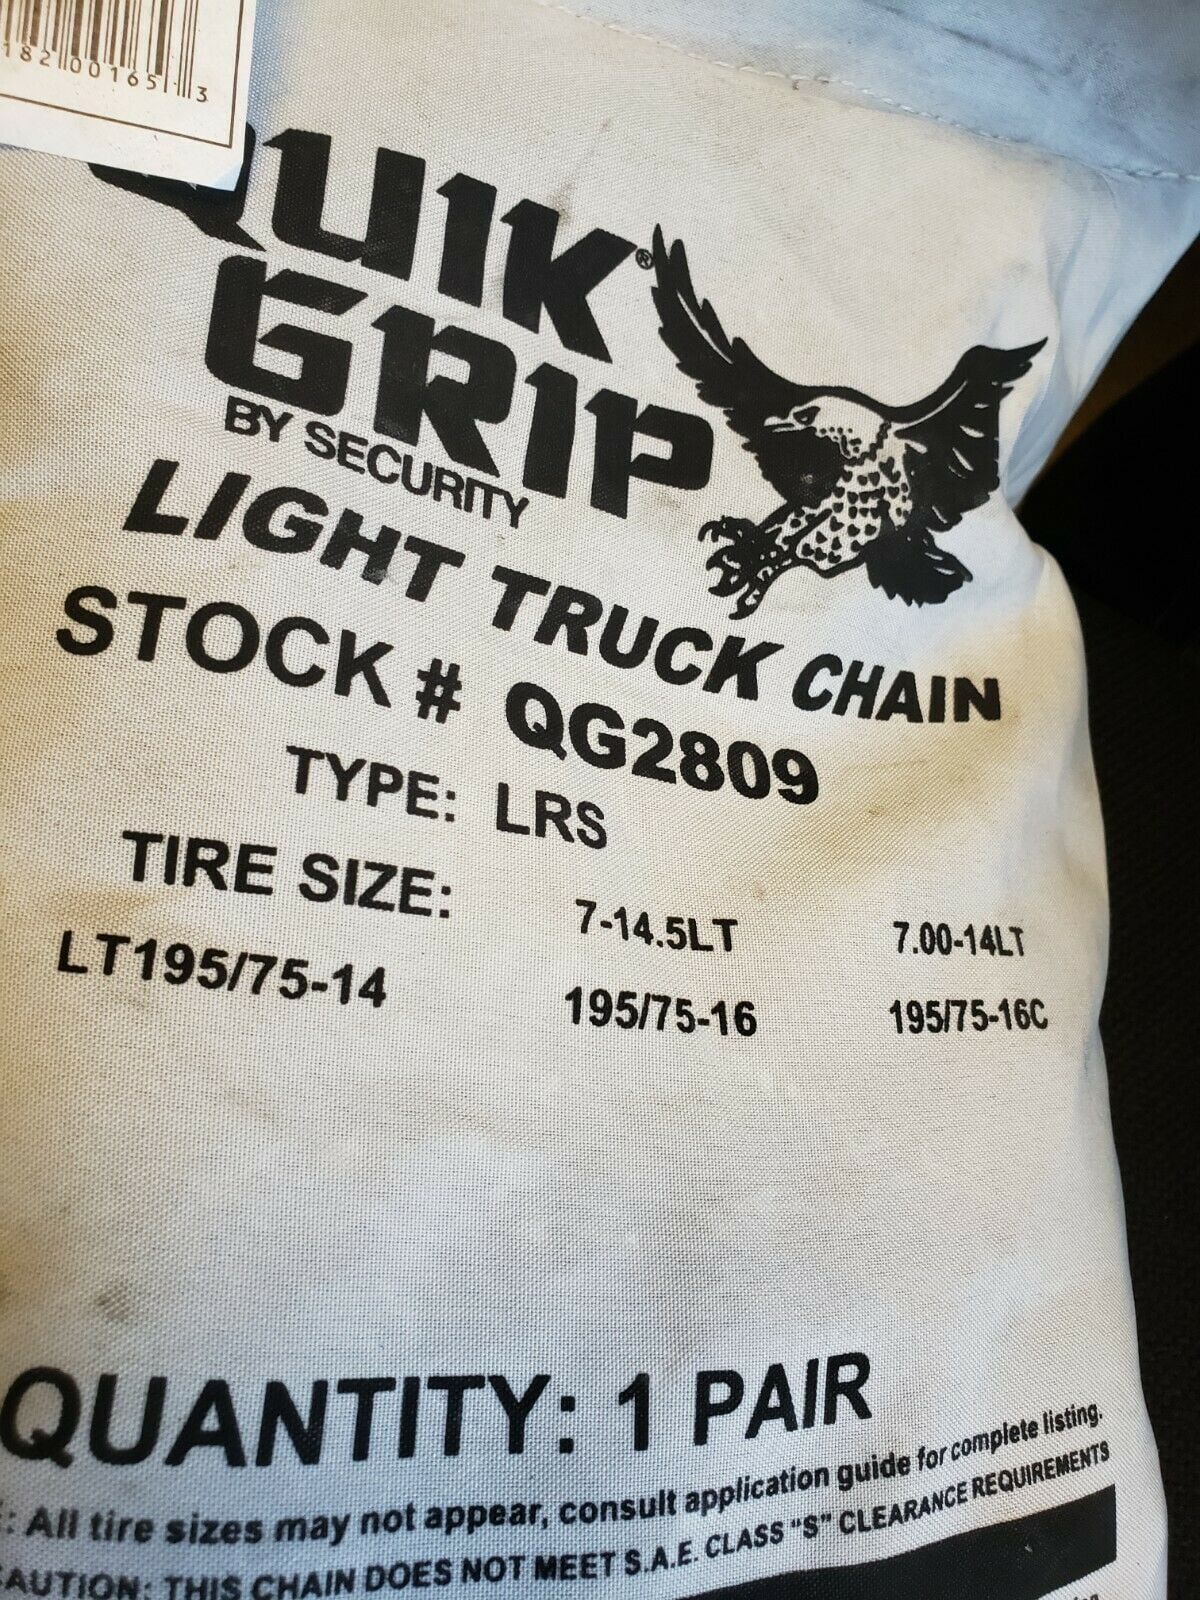 182 00165 3
QUIK®
GRIP
BY SECURITY
LIGHT TRUCK CHAIN
STOCK # QG2809
TYPE: LRS
TIRE SIZE: 7-14.5LT 7.00-14LT
LT195/75-14 195/75-16 195/75-16C
QUANTITY: 1 PAIR
: All tire sizes may not appear, consult application guide for complete listing.
AUTION: THIS CHAIN DOES NOT MEET S.A.E. CLASS "S" CLEARANCE REQUIREMENTS